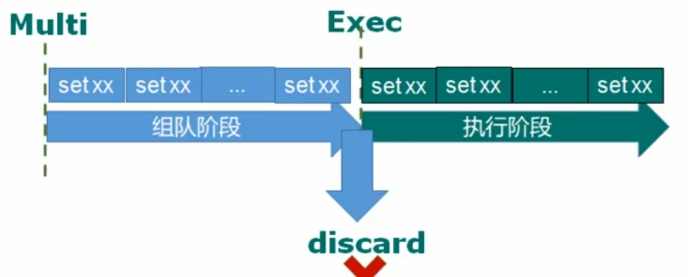 Multi Exec
set xx set xx ... set xx set xx set xx ... set xx
组队阶段 执行阶段
discard